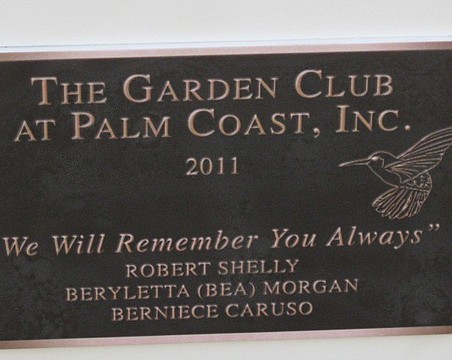 THE GARDEN CLUB
AT PALM COAST, INC.
2011
We Will Remember You Always”
ROBERT SHELLY
BERYLETTA (BEA) MORGAN
BERNIECE CARUSO